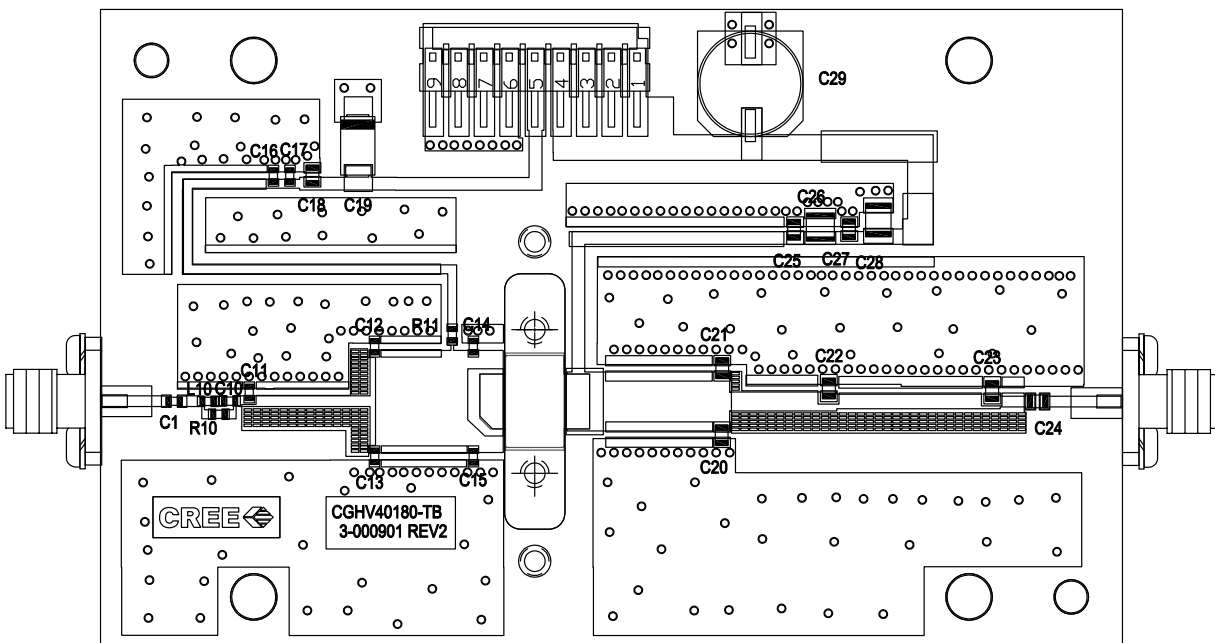 9 8 7 6 5 4 3 2 1
C29
C16 C17
C18 C19
C26
C25 C27 C28
C12 R11 C14
C21
C11
C22 C23
L10 C10
C1
R10
C24
C20
C13 C15
CREE
CGHV40180-TB
3-000901 REV2